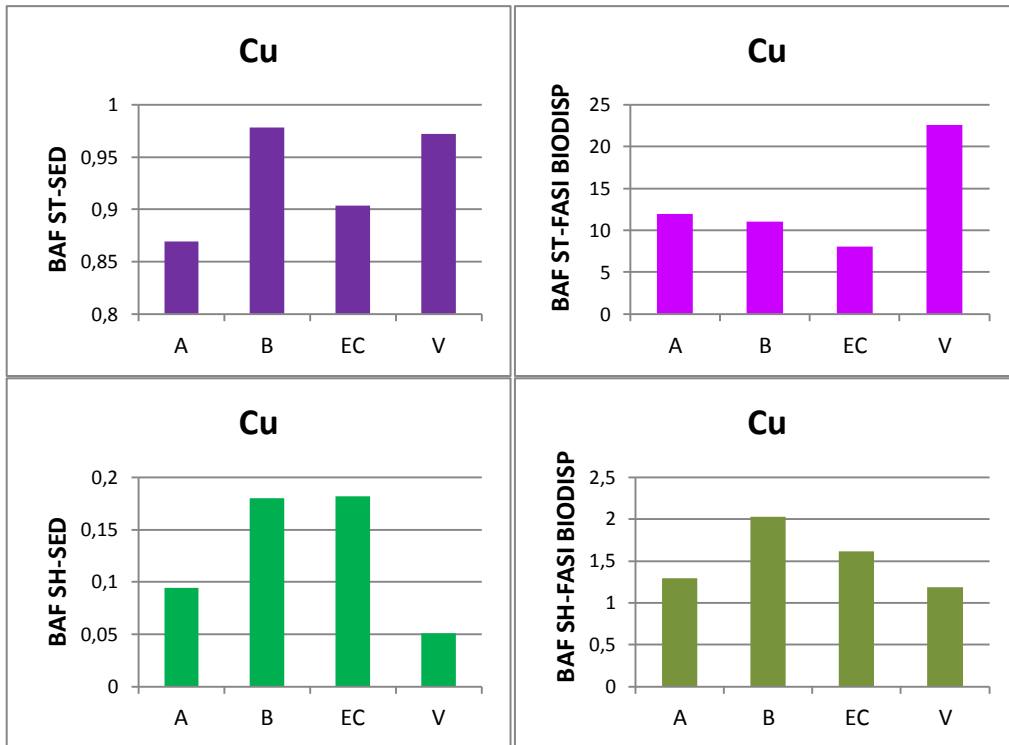 Cu
BAF ST-SED
1
0,95
0,9
0,85
0,8
A B EC V
Cu
BAF ST-FASI BIODISP
25
20
15
10
5
0
A B EC V
Cu
BAF SH-SED
0,2
0,15
0,1
0,05
0
A B EC V
Cu
BAF SH-FASI BIODISP
2,5
2
1,5
1
0,5
0
A B EC V